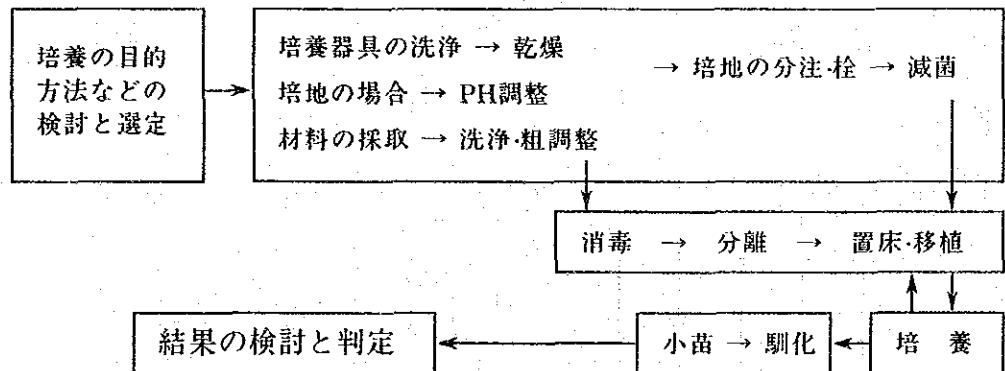 培養の目的
方法などの
検討と選定
培養器具の洗浄 → 乾燥
培地の場合 → PH調整
材料の採取 → 洗浄·粗調整
→ 培地の分注·栓 → 滅菌
消毒 → 分離 → 置床·移植
培 養
小苗 → 馴化
結果の検討と判定